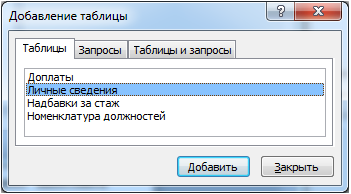 Добавление таблицы
Таблицы Запросы Таблицы и запросы
Доплаты
Личные сведения
Надбавки за стаж
Номенклатура должностей
Добавить Закрыть